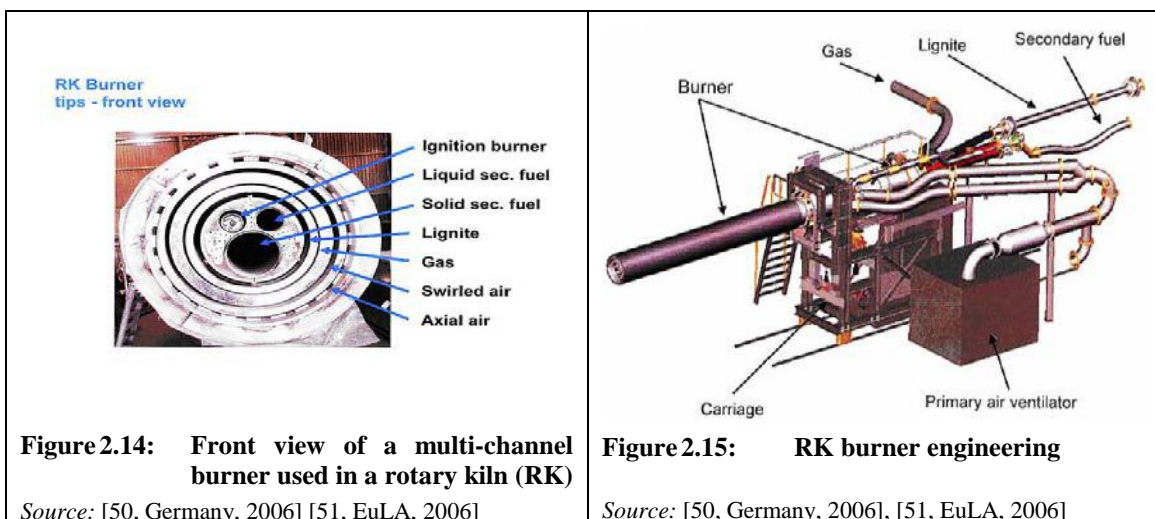 RK Burner
tips - front view
Ignition burner
Liquid sec. fuel
Solid sec. fuel
Lignite
Gas
Swirled air
Axial air
Figure 2.14: Front view of a multi-channel
burner used in a rotary kiln (RK)
Source: [50, Germany, 2006] [51, EuLA, 2006]
Gas
Lignite
Secondary fuel
Burner
Carriage
Primary air ventilator
Figure 2.15: RK burner engineering
Source: [50, Germany, 2006], [51, EuLA, 2006]